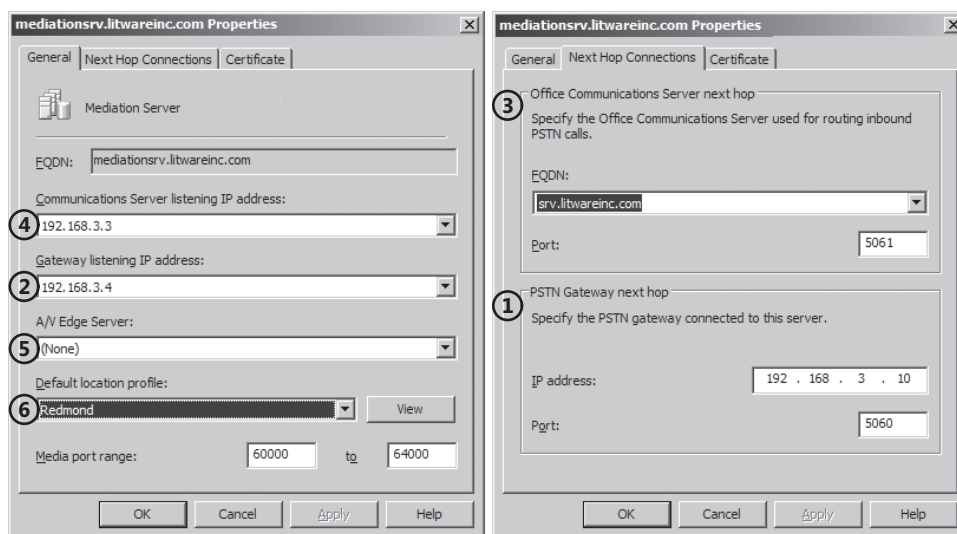 mediationsrv.litwareinc.com Properties
General
Next Hop Connections
Certificate
Mediation Server
FQDN:
mediationsrv.litwareinc.com
Communications Server listening IP address:
4
192.168.3.3
Gateway listening IP address:
2
192.168.3.4
A/V Edge Server:
5
(None)
Default location profile:
6
Redmond
View
Media port range:
60000
to
64000
OK
Cancel
Apply
Help
mediationsrv.litwareinc.com Properties
General
Next Hop Connections
Certificate
3
Office Communications Server next hop
Specify the Office Communications Server used for routing inbound
PSTN calls.
FQDN:
srv.litwareinc.com
Port:
5061
1
PSTN Gateway next hop
Specify the PSTN gateway connected to this server.
IP address:
192 . 168 . 3 . 10
Port:
5060
OK
Cancel
Apply
Help